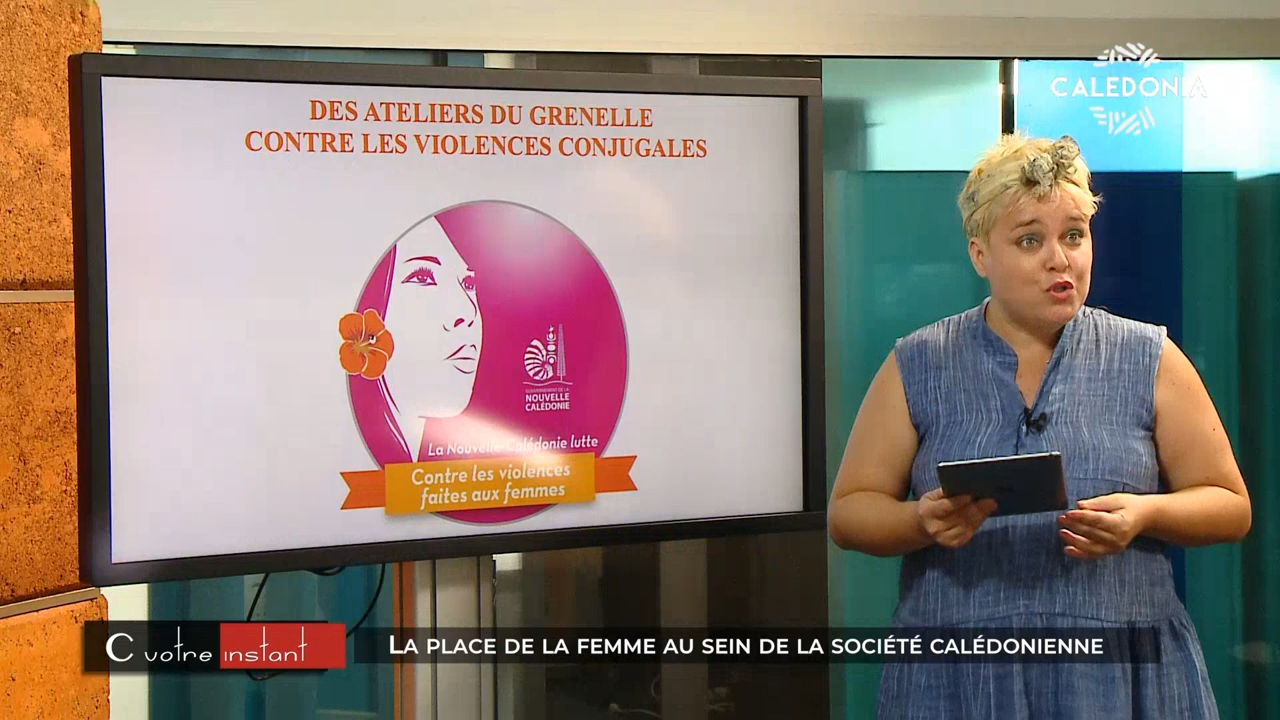 DES ATELIERS DU GRENELLE
CONTRE LES VIOLENCES CONJUGALES
GOUVERNEMENT DE LA
NOUVELLE
CALÉDONIE
La Nouvelle-Calédonie lutte
Contre les violences
faites aux femmes
CALEDONIA
C votre instant
LA PLACE DE LA FEMME AU SEIN DE LA SOCIÉTÉ CALÉDONIENNE